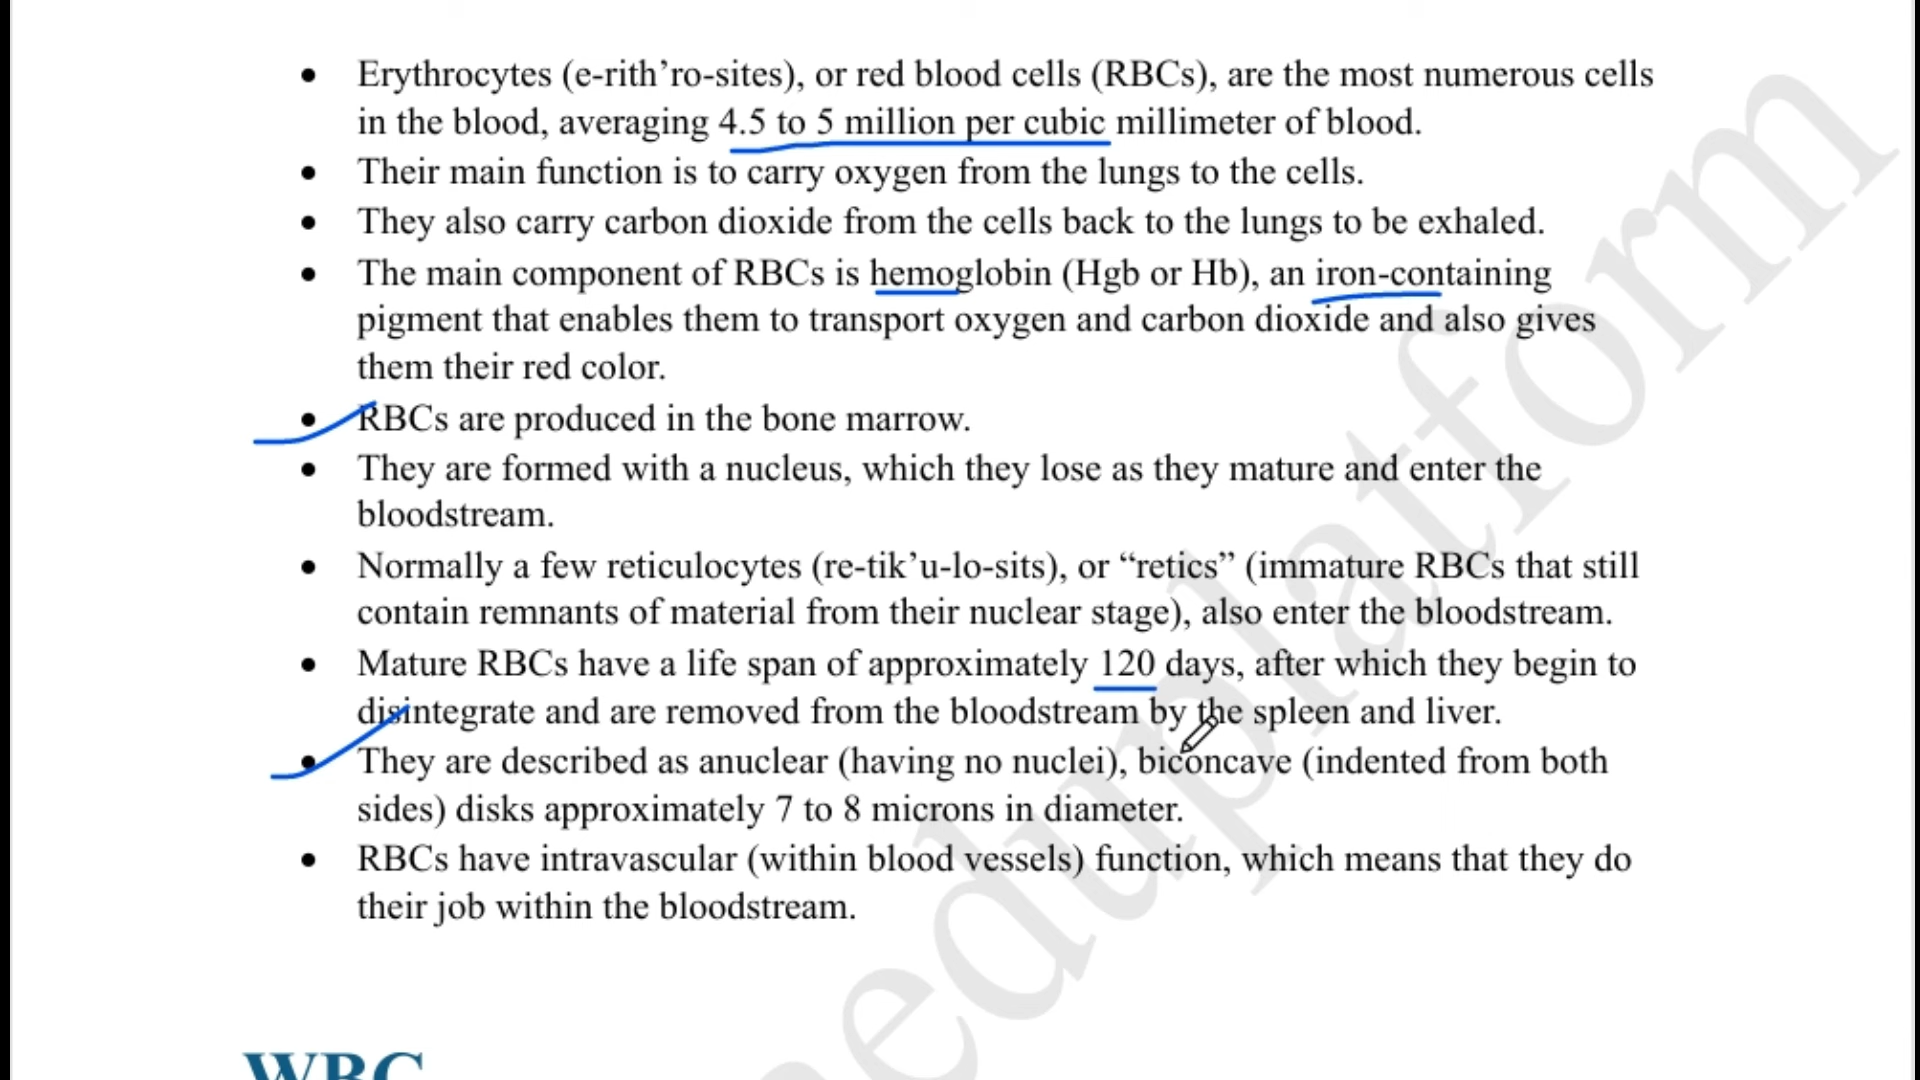 • Erythrocytes (e-rith’ro-sites), or red blood cells (RBCs), are the most numerous cells
in the blood, averaging 4.5 to 5 million per cubic millimeter of blood.
• Their main function is to carry oxygen from the lungs to the cells.
• They also carry carbon dioxide from the cells back to the lungs to be exhaled.
• The main component of RBCs is hemoglobin (Hgb or Hb), an iron-containing
pigment that enables them to transport oxygen and carbon dioxide and also gives
them their red color.
• RBCs are produced in the bone marrow.
• They are formed with a nucleus, which they lose as they mature and enter the
bloodstream.
• Normally a few reticulocytes (re-tik’u-lo-sits), or “retics” (immature RBCs that still
contain remnants of material from their nuclear stage), also enter the bloodstream.
• Mature RBCs have a life span of approximately 120 days, after which they begin to
disintegrate and are removed from the bloodstream by the spleen and liver.
• They are described as anuclear (having no nuclei), biconcave (indented from both
sides) disks approximately 7 to 8 microns in diameter.
• RBCs have intravascular (within blood vessels) function, which means that they do
their job within the bloodstream.
WBC
eduplatform